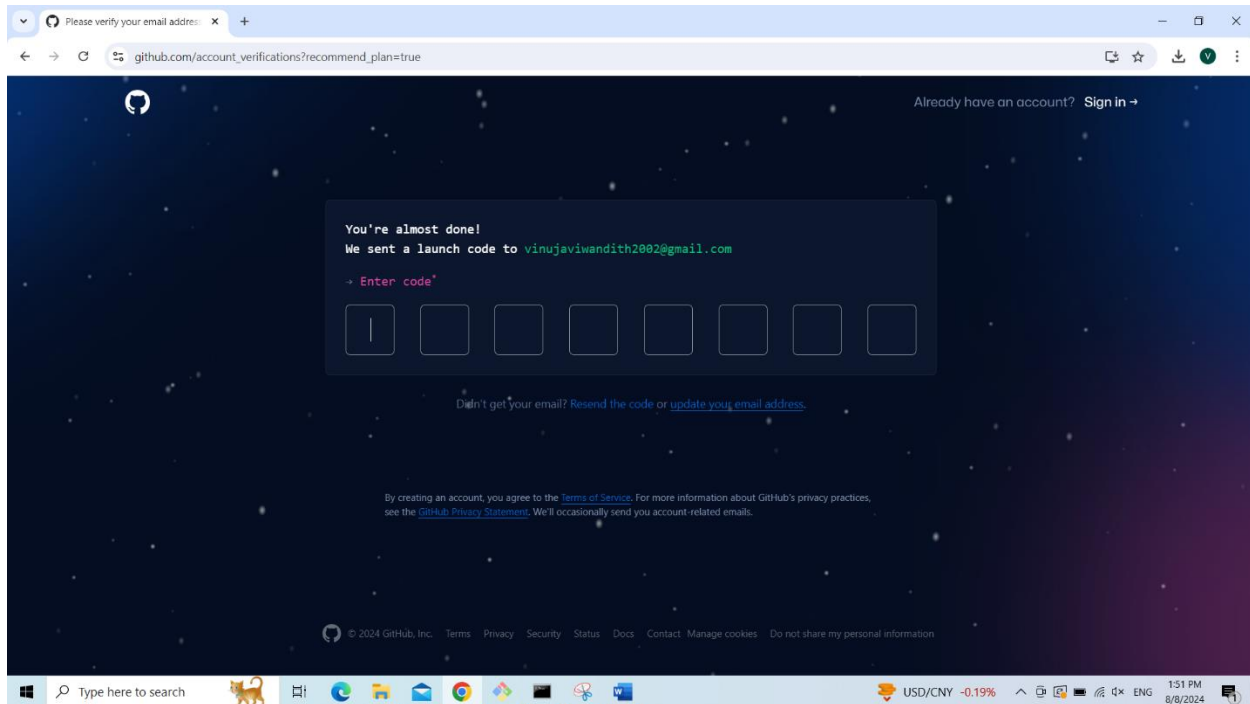 Please verify your email addres
github.com/account_verifications?recommend_plan=true
V
Already have an account? Sign in →
You're almost done!
We sent a launch code to vinujaviwandith2002@gmail.com
→ Enter code*
Didn't get your email? Resend the code or update your email address.
By creating an account, you agree to the Terms of Service. For more information about GitHub's privacy practices,
see the GitHub Privacy Statement. We'll occasionally send you account-related emails.
© 2024 GitHub, Inc. Terms Privacy Security Status Docs Contact Manage cookies Do not share my personal information
Type here to search
USD/CNY -0.19%
ENG
1:51 PM
8/8/2024
1